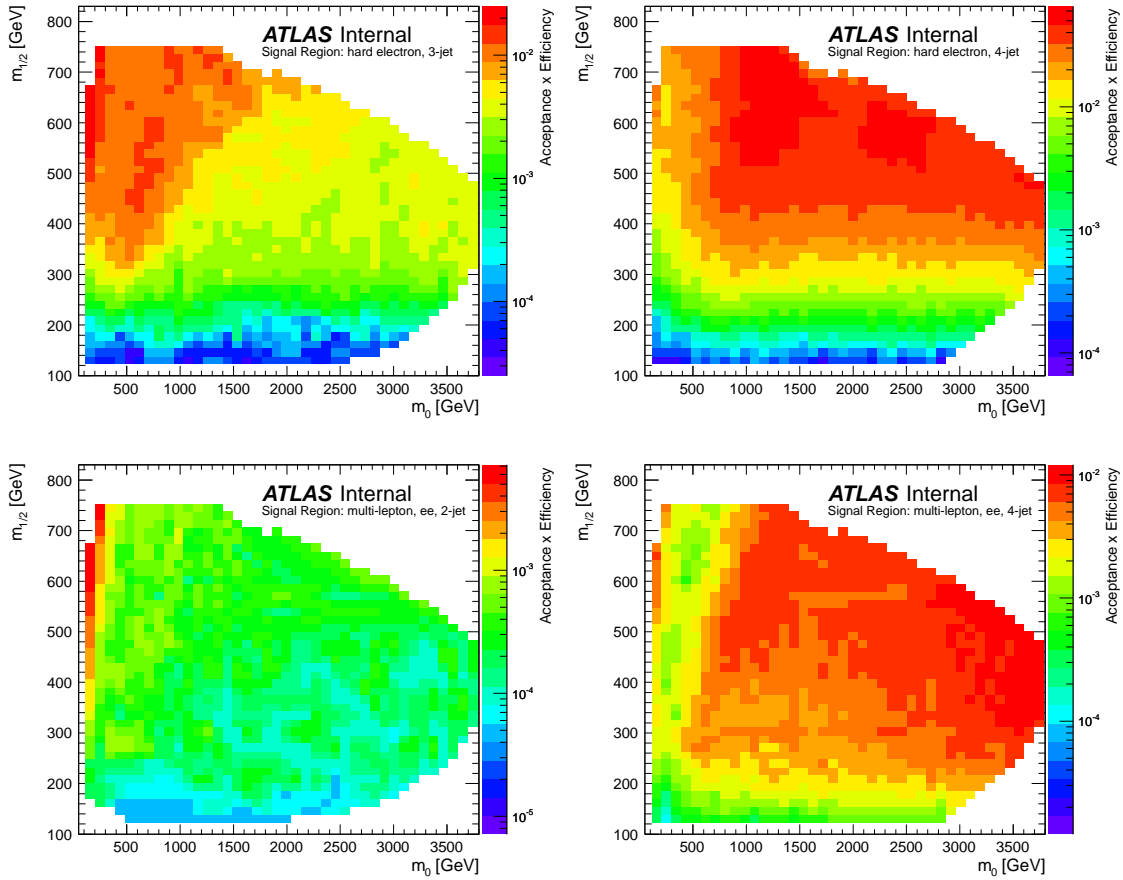 ATLAS Internal
Signal Region: hard electron, 3-jet
m1/2 [GeV]
800
700
600
500
400
300
200
100
500 1000 1500 2000 2500 3000 3500
m0 [GeV]
10-2
10-3
10-4
Acceptance x Efficiency
ATLAS Internal
Signal Region: hard electron, 4-jet
m1/2 [GeV]
800
700
600
500
400
300
200
100
500 1000 1500 2000 2500 3000 3500
m0 [GeV]
10-2
10-3
10-4
Acceptance x Efficiency
ATLAS Internal
Signal Region: multi-lepton, ee, 2-jet
m1/2 [GeV]
800
700
600
500
400
300
200
100
500 1000 1500 2000 2500 3000 3500
m0 [GeV]
10-3
10-4
10-5
Acceptance x Efficiency
ATLAS Internal
Signal Region: multi-lepton, ee, 4-jet
m1/2 [GeV]
800
700
600
500
400
300
200
100
500 1000 1500 2000 2500 3000 3500
m0 [GeV]
10-2
10-3
10-4
Acceptance x Efficiency